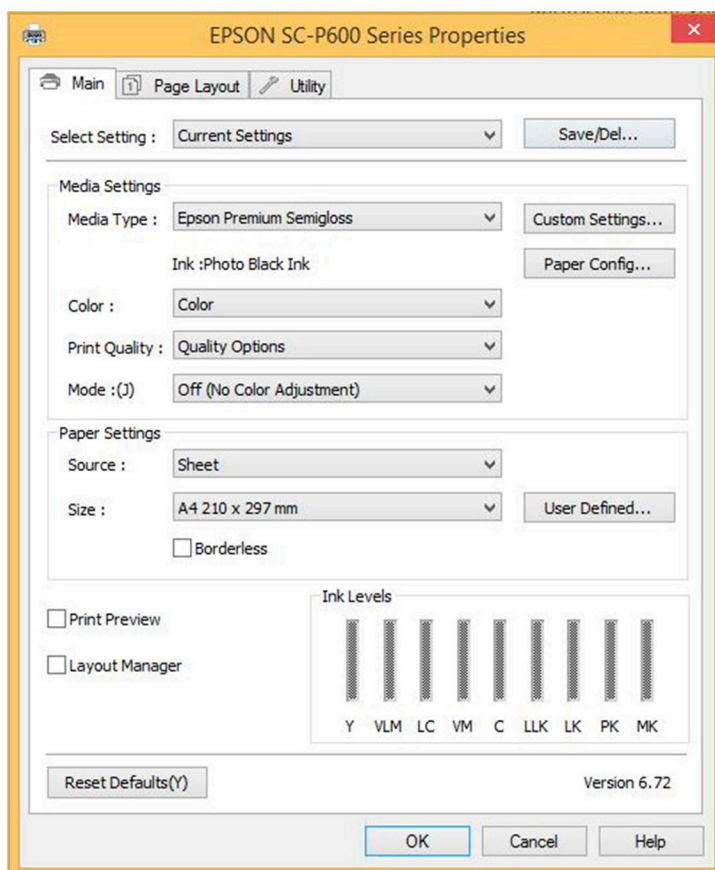 EPSON SC-P600 Series Properties
Main
Page Layout
Utility
Select Setting :
Current Settings
Save/Del...
Media Settings
Media Type :
Epson Premium Semigloss
Custom Settings...
Ink :Photo Black Ink
Paper Config...
Color :
Color
Print Quality :
Quality Options
Mode :(J)
Off (No Color Adjustment)
Paper Settings
Source :
Sheet
Size :
A4 210 x 297 mm
User Defined...
Borderless
Print Preview
Layout Manager
Ink Levels
Y VLM LC VM C LLK LK PK MK
Reset Defaults(Y)
Version 6.72
OK
Cancel
Help